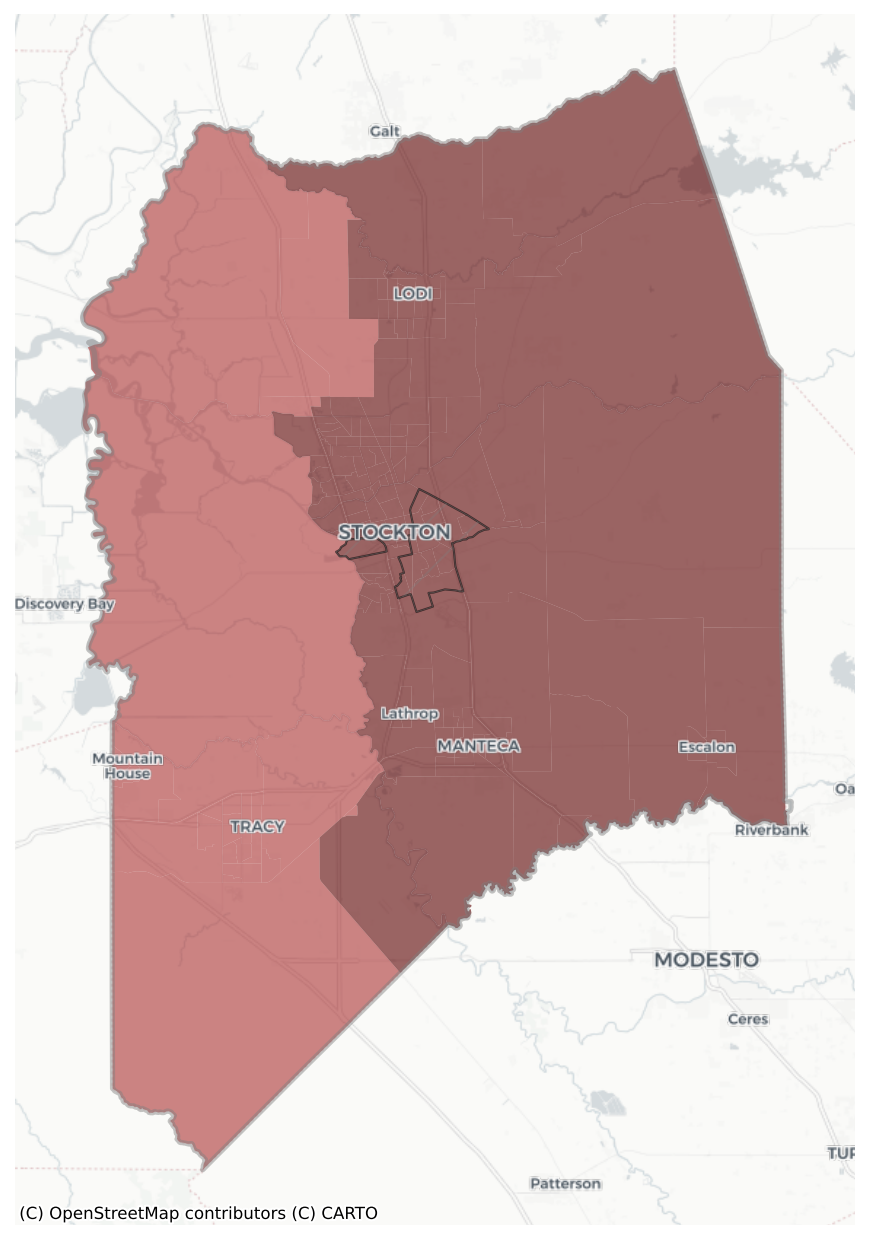 Galt
LODI
STOCKTON
Discovery Bay
Lathrop
MANTECA
Escalon
Mountain
House
Oa
TRACY
Riverbank
MODESTO
Ceres
TUR
Patterson
(C) OpenStreetMap contributors (C) CARTO